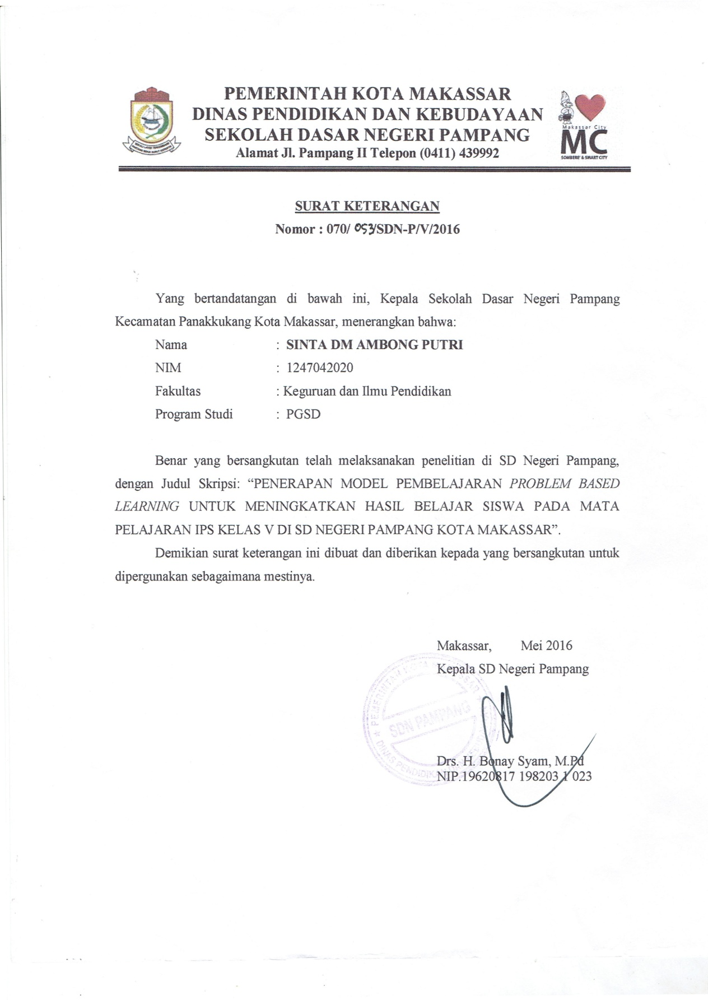 PEMERINTAH KOTA MAKASSAR
DINAS PENDIDIKAN DAN KEBUDAYAAN
SEKOLAH DASAR NEGERI PAMPANG
Alamat Jl. Pampang II Telepon (0411) 439992
Makassar City
MC
SOMBERE' & SMART CITY
SURAT KETERANGAN
Nomor : 070/ 053/SDN-P/V/2016
Yang bertandatangan di bawah ini, Kepala Sekolah Dasar Negeri Pampang
Kecamatan Panakkukang Kota Makassar, menerangkan bahwa:
Nama : SINTA DM AMBONG PUTRI
NIM : 1247042020
Fakultas : Keguruan dan Ilmu Pendidikan
Program Studi : PGSD
Benar yang bersangkutan telah melaksanakan penelitian di SD Negeri Pampang,
dengan Judul Skripsi: “PENERAPAN MODEL PEMBELAJARAN PROBLEM BASED
LEARNING UNTUK MENINGKATKAN HASIL BELAJAR SISWA PADA MATA
PELAJARAN IPS KELAS V DI SD NEGERI PAMPANG KOTA MAKASSAR”.
Demikian surat keterangan ini dibuat dan diberikan kepada yang bersangkutan untuk
dipergunakan sebagaimana mestinya.
Makassar, Mei 2016
Kepala SD Negeri Pampang
PEMERINTAH KOTA MAKASSAR
SDN PAMPANG
DINAS PENDIDIKAN
Drs. H. Bonay Syam, M.Pd
NIP.19620817 198203 1 023